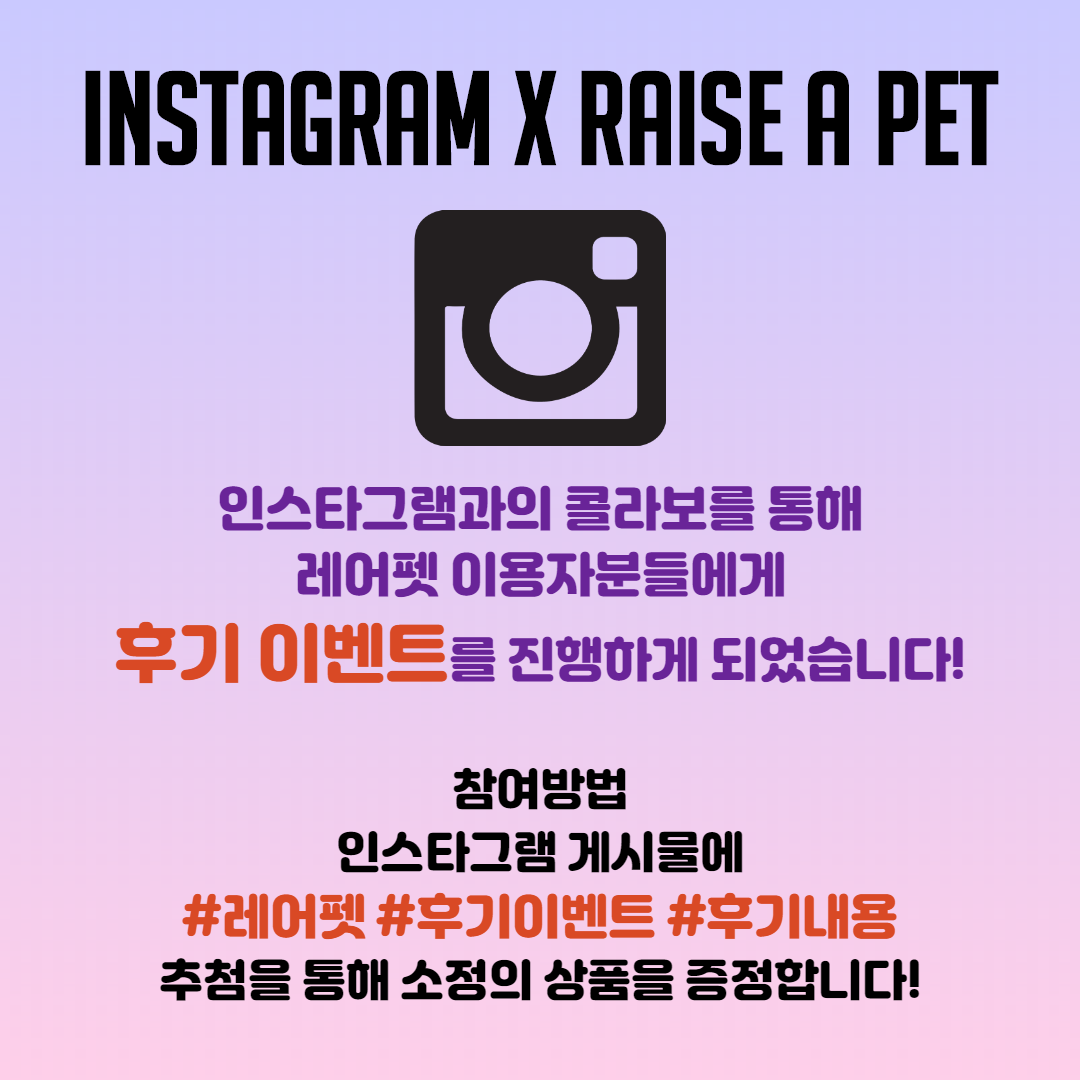 INSTAGRAM X RAISE A PET
인스타그램과의 콜라보를 통해
레어펫 이용자분들에게
후기 이벤트를 진행하게 되었습니다!
참여방법
인스타그램 게시물에
#레어펫 #후기이벤트 #후기내용
추첨을 통해 소정의 상품을 증정합니다!